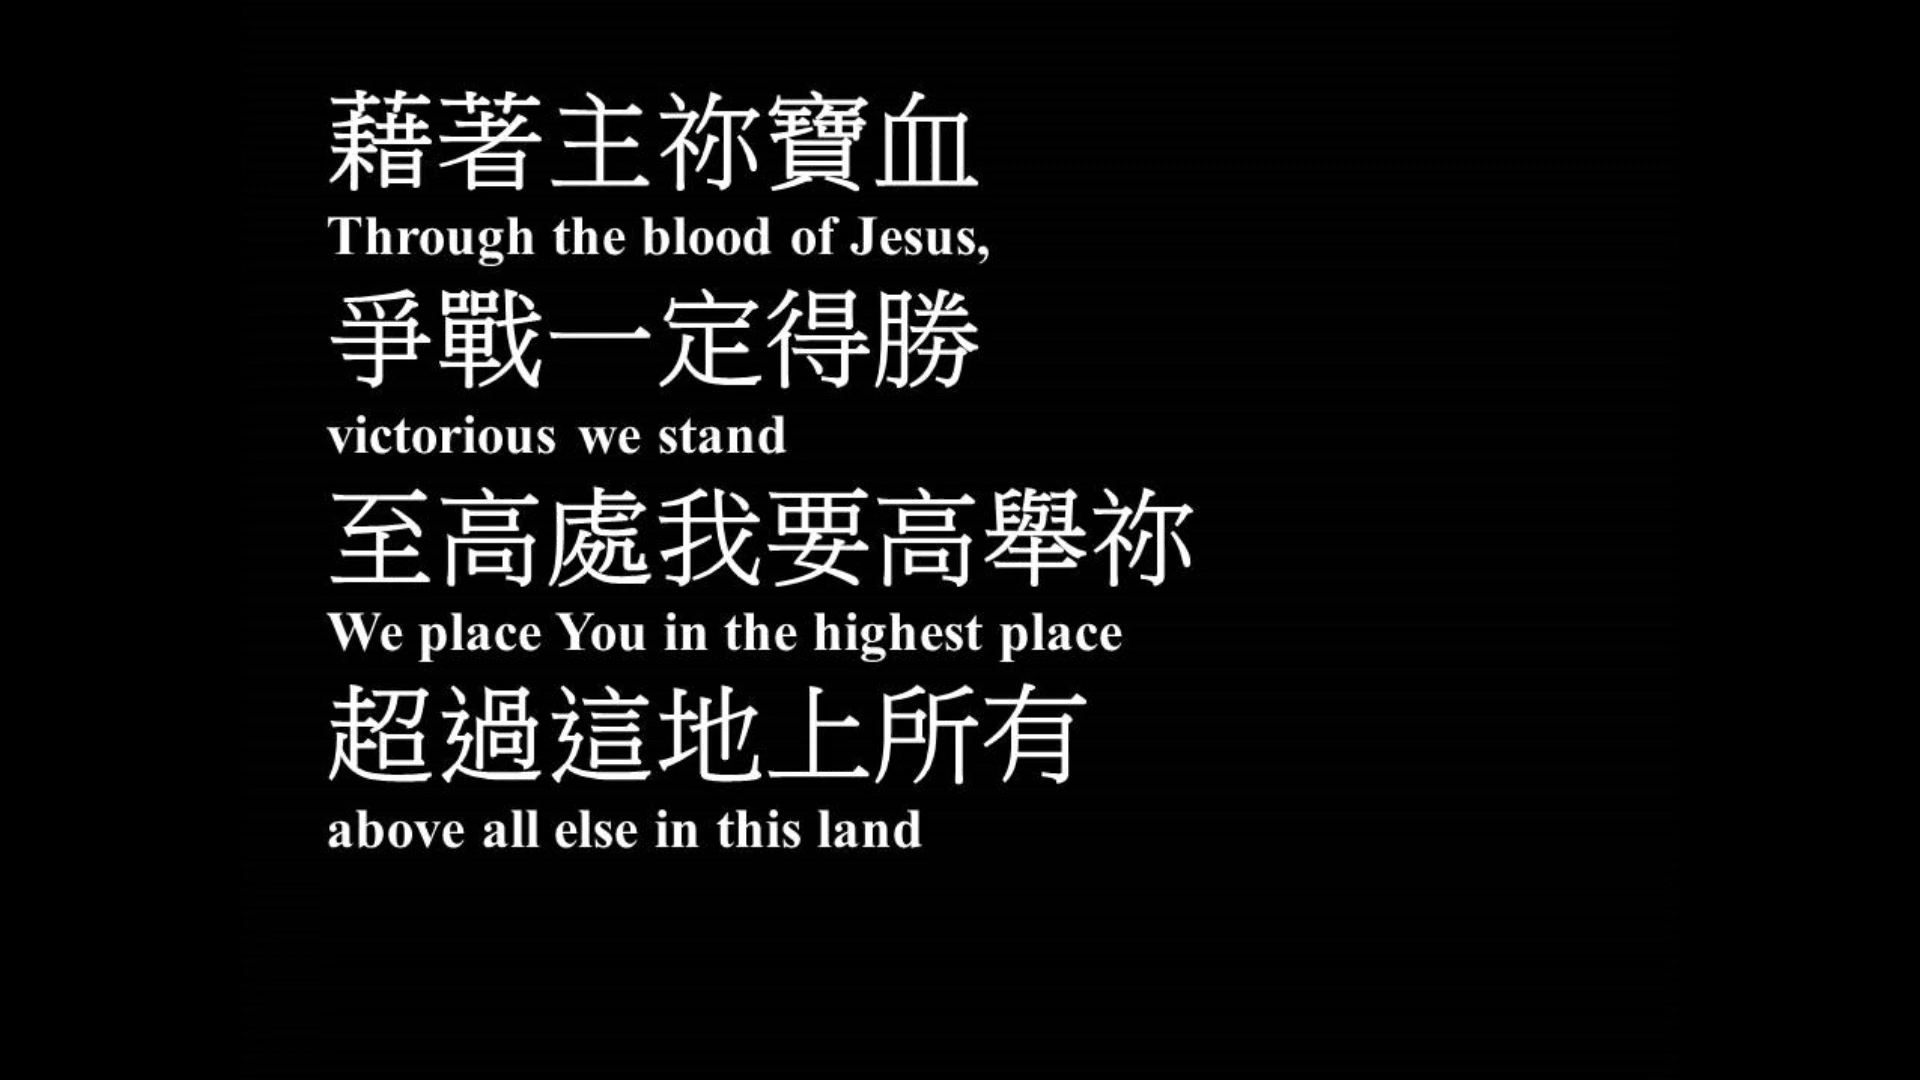 藉著主祢寶血
Through the blood of Jesus,
爭戰一定得勝
victorious we stand
至高處我要高舉祢
We place You in the highest place
超過這地上所有
above all else in this land